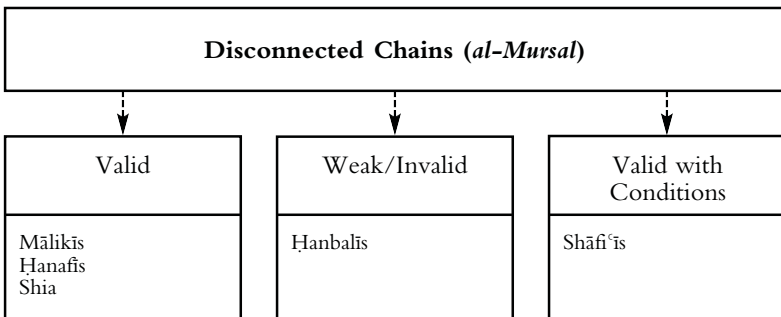 Disconnected Chains (al-Mursal)
Valid
Mālikīs
Ḥanafīs
Shia
Weak/Invalid
Ḥanbalīs
Valid with
Conditions
Shāfiʿīs